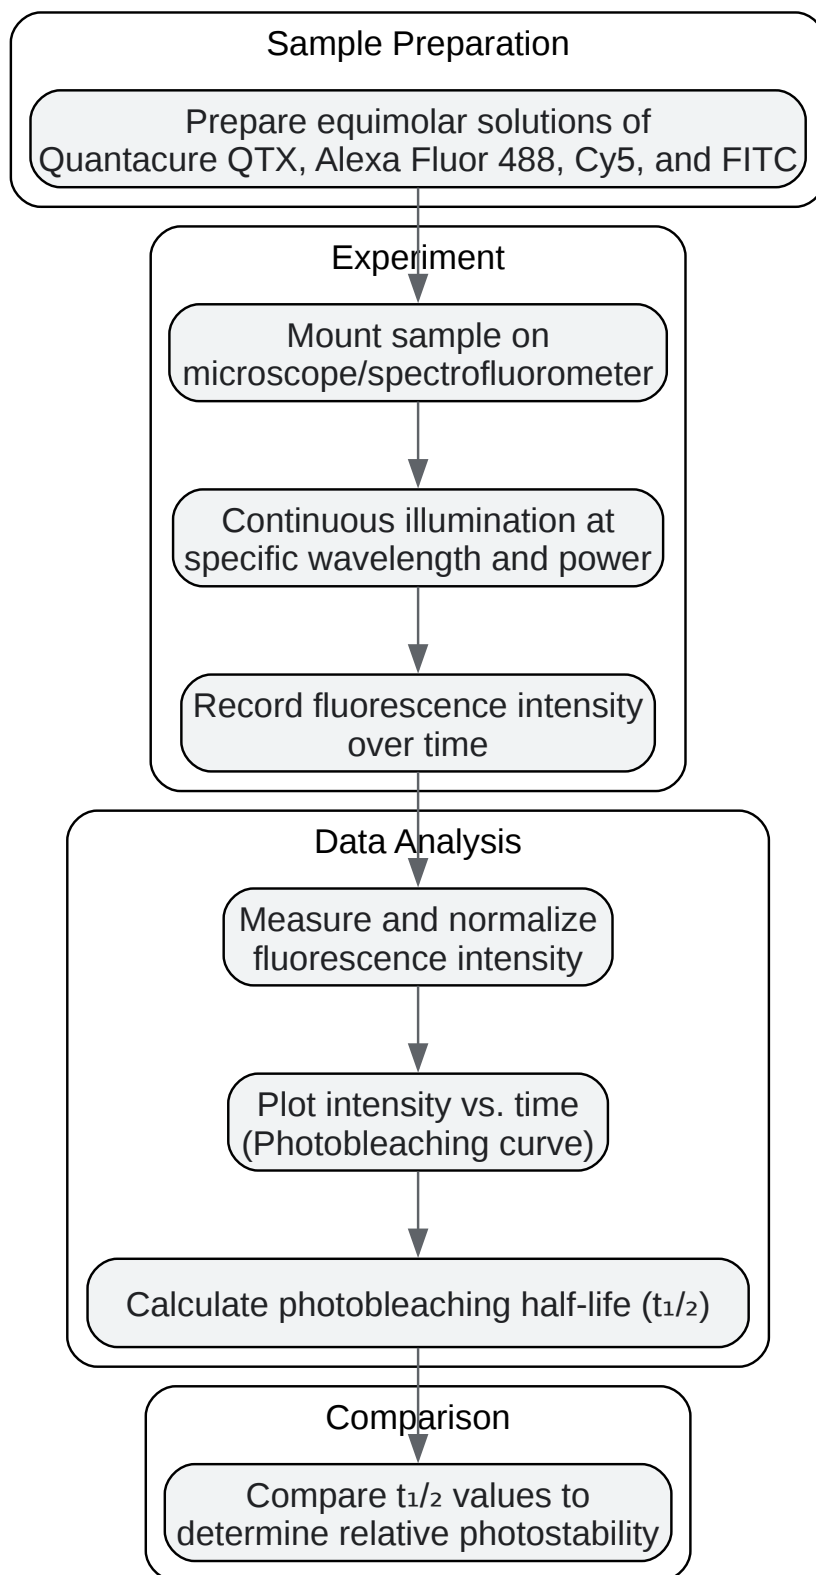 Sample Preparation
Prepare equimolar solutions of
Quantacure QTX, Alexa Fluor 488, Cy5, and FITC
Experiment
Mount sample on
microscope/spectrofluorometer
Continuous illumination at
specific wavelength and power
Record fluorescence intensity
over time
Data Analysis
Measure and normalize
fluorescence intensity
Plot intensity vs. time
(Photobleaching curve)
Calculate photobleaching half-life (t₁/₂)
Comparison
Compare t₁/₂ values to
determine relative photostability